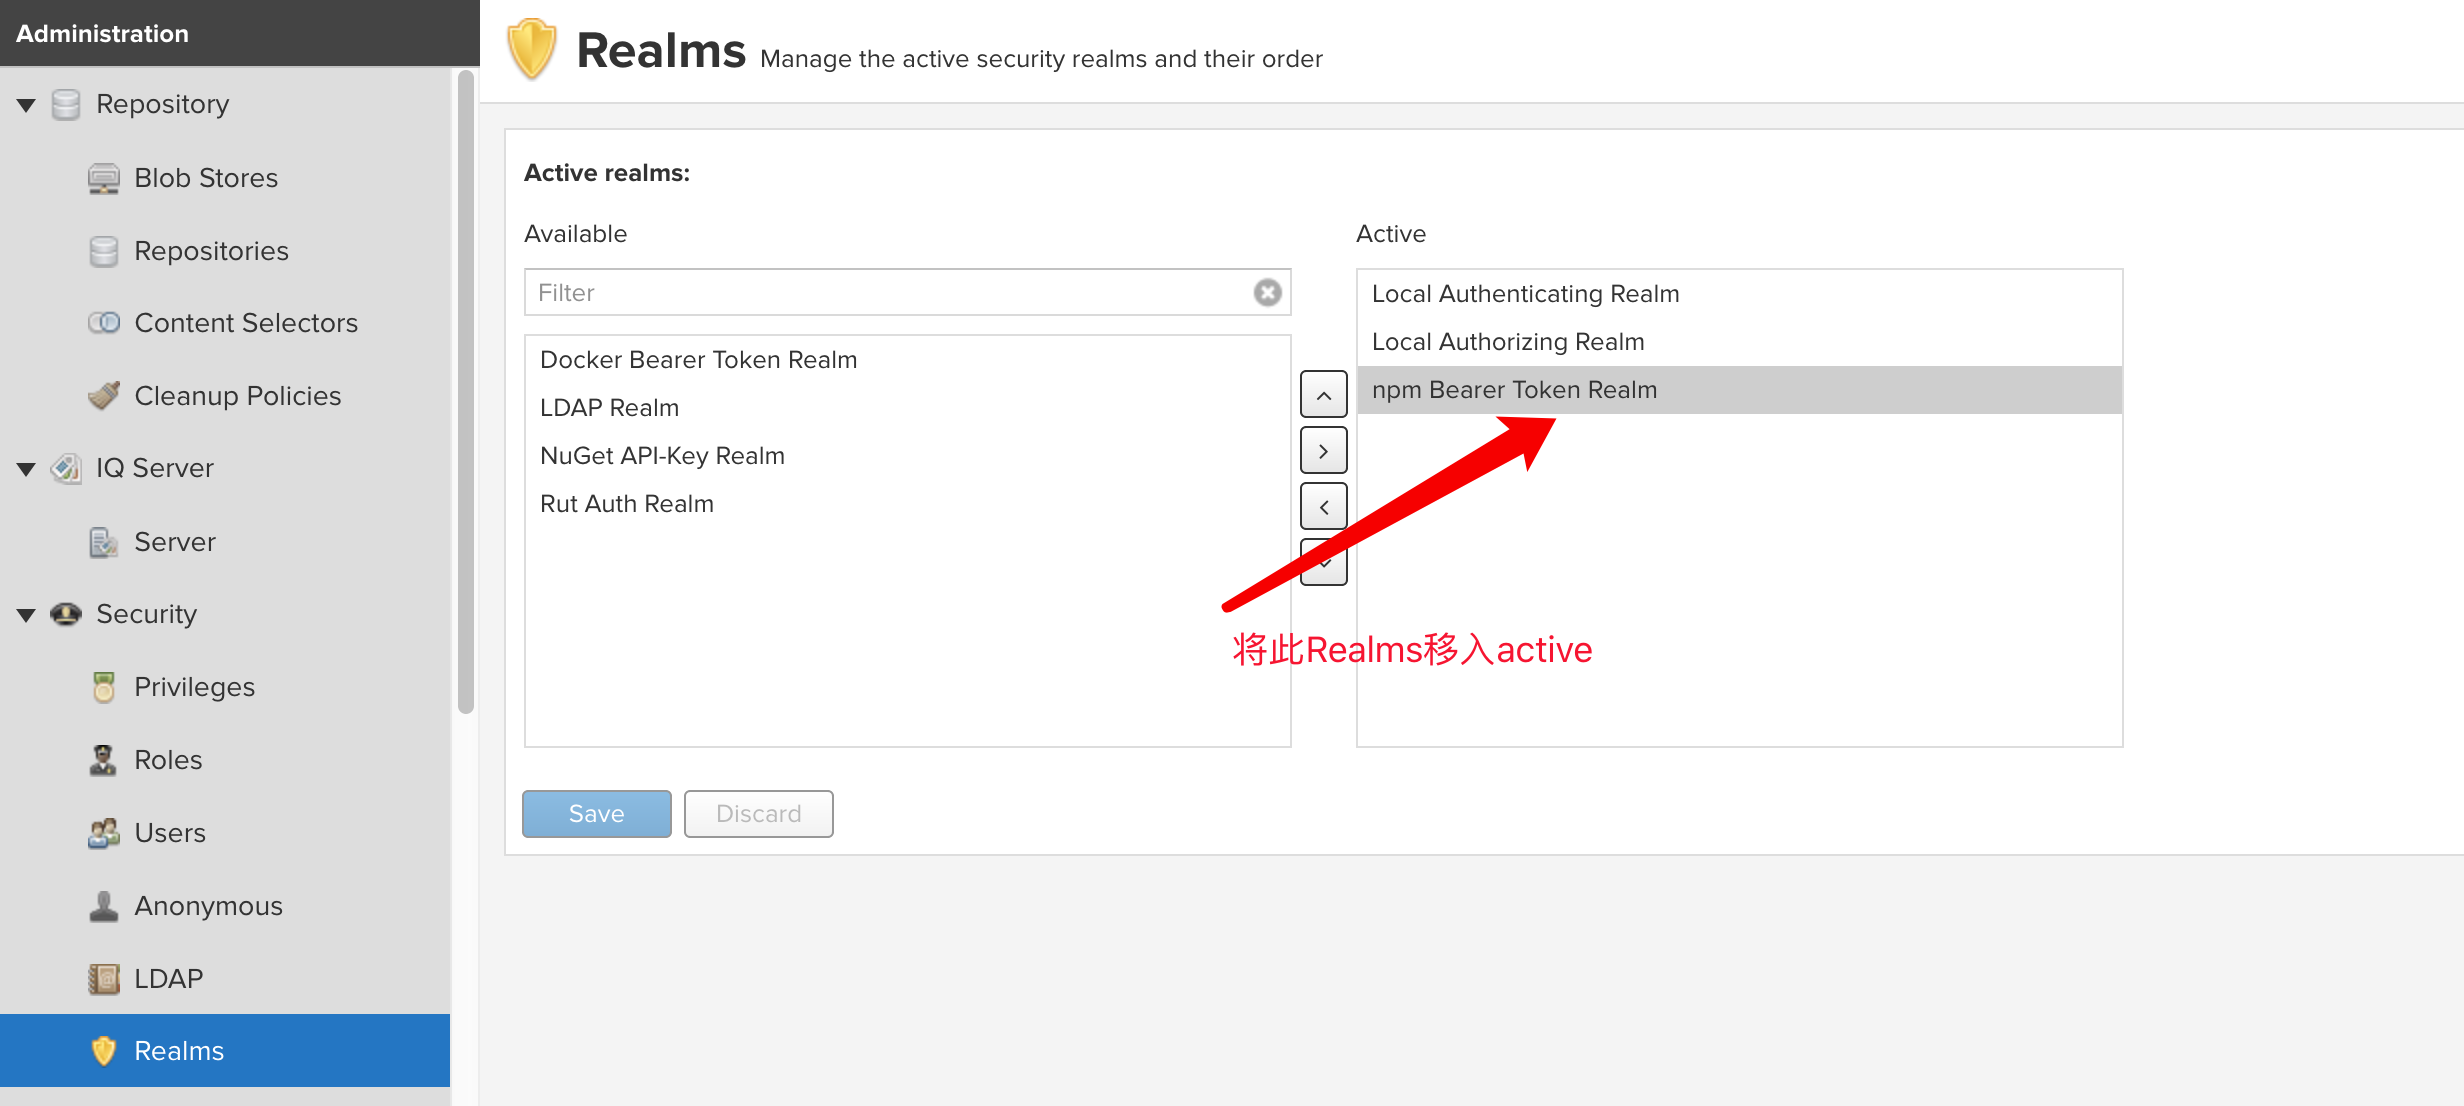 Administration
Repository
Blob Stores
Repositories
Content Selectors
Cleanup Policies
IQ Server
Server
Security
Privileges
Roles
Users
Anonymous
LDAP
Realms
Realms Manage the active security realms and their order
Active realms:
Available
Filter
Docker Bearer Token Realm
LDAP Realm
NuGet API-Key Realm
Rut Auth Realm
Active
Local Authenticating Realm
Local Authorizing Realm
npm Bearer Token Realm
将此Realms移入active
Save Discard